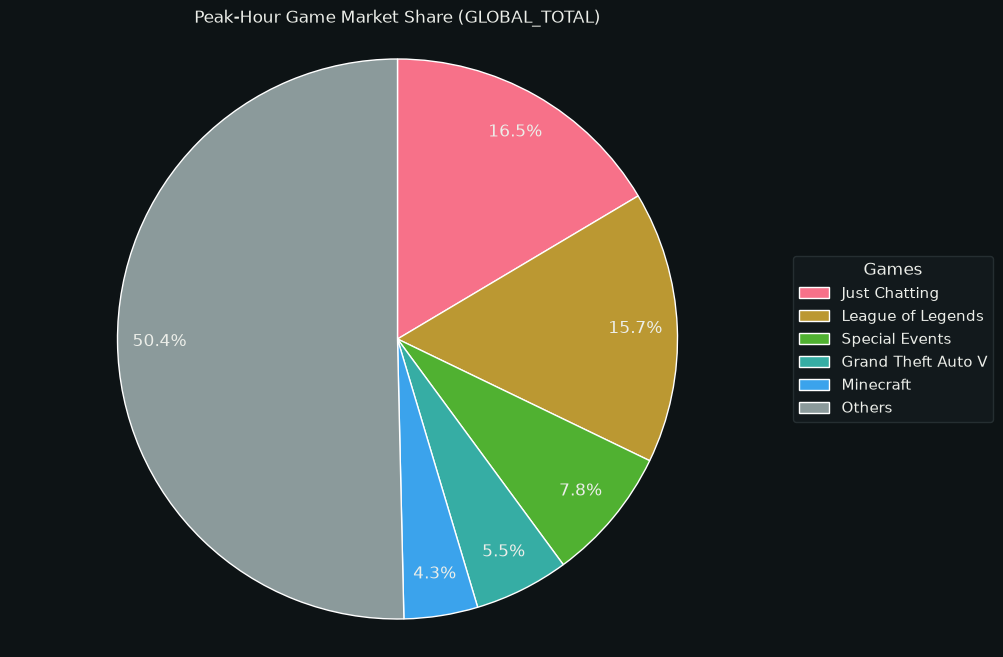 Peak-Hour Game Market Share (GLOBAL_TOTAL)
16.5%
15.7%
7.8%
5.5%
4.3%
50.4%
Games
Just Chatting
League of Legends
Special Events
Grand Theft Auto V
Minecraft
Others